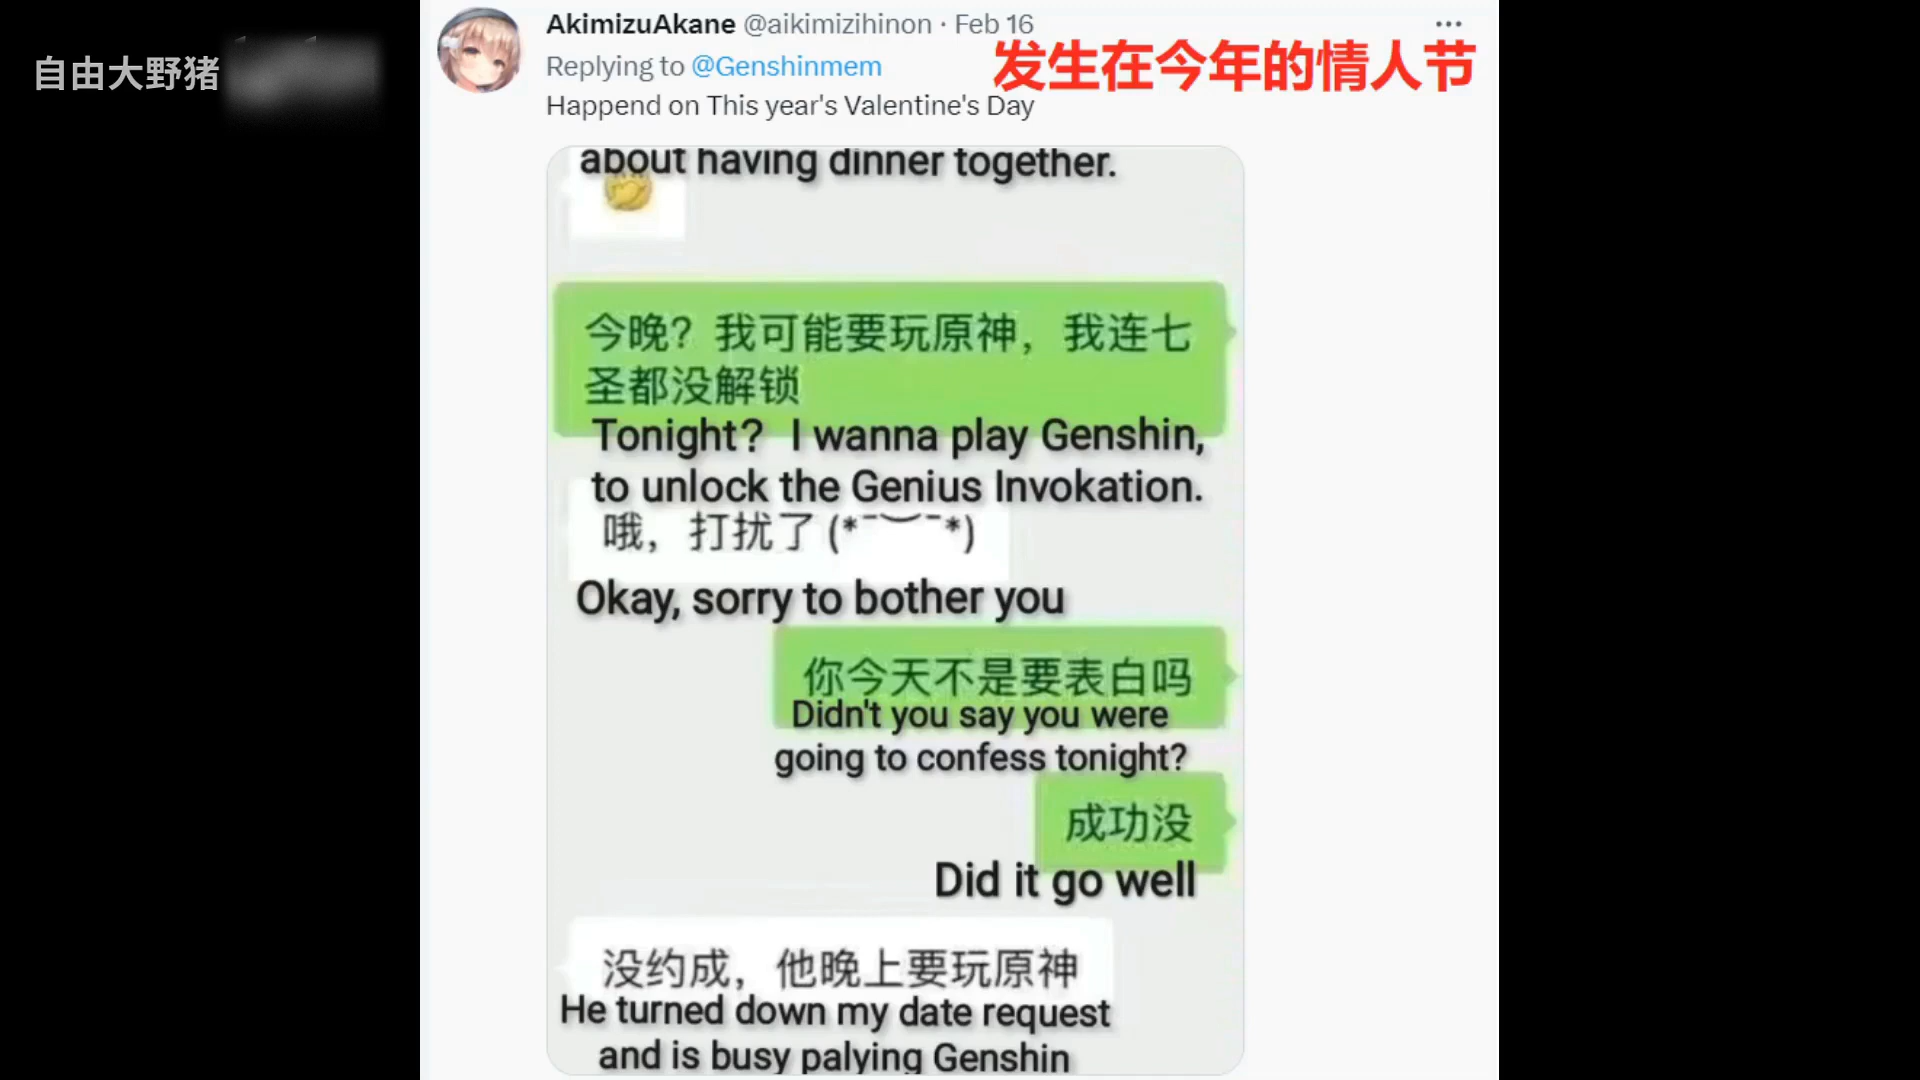 自由大野猪
AkimizuAkane @aikimizihinon · Feb 16
Replying to @Genshinmem
发生在今年的情人节
Happend on This year's Valentine's Day
about having dinner together.
今晚？我可能要玩原神，我连七
圣都没解锁
Tonight? I wanna play Genshin,
to unlock the Genius Invokation.
哦，打扰了(*¯︶¯*)
Okay, sorry to bother you
你今天不是要表白吗
Didn't you say you were
going to confess tonight?
成功没
Did it go well
没约成，他晚上要玩原神
He turned down my date request
and is busy palying Genshin